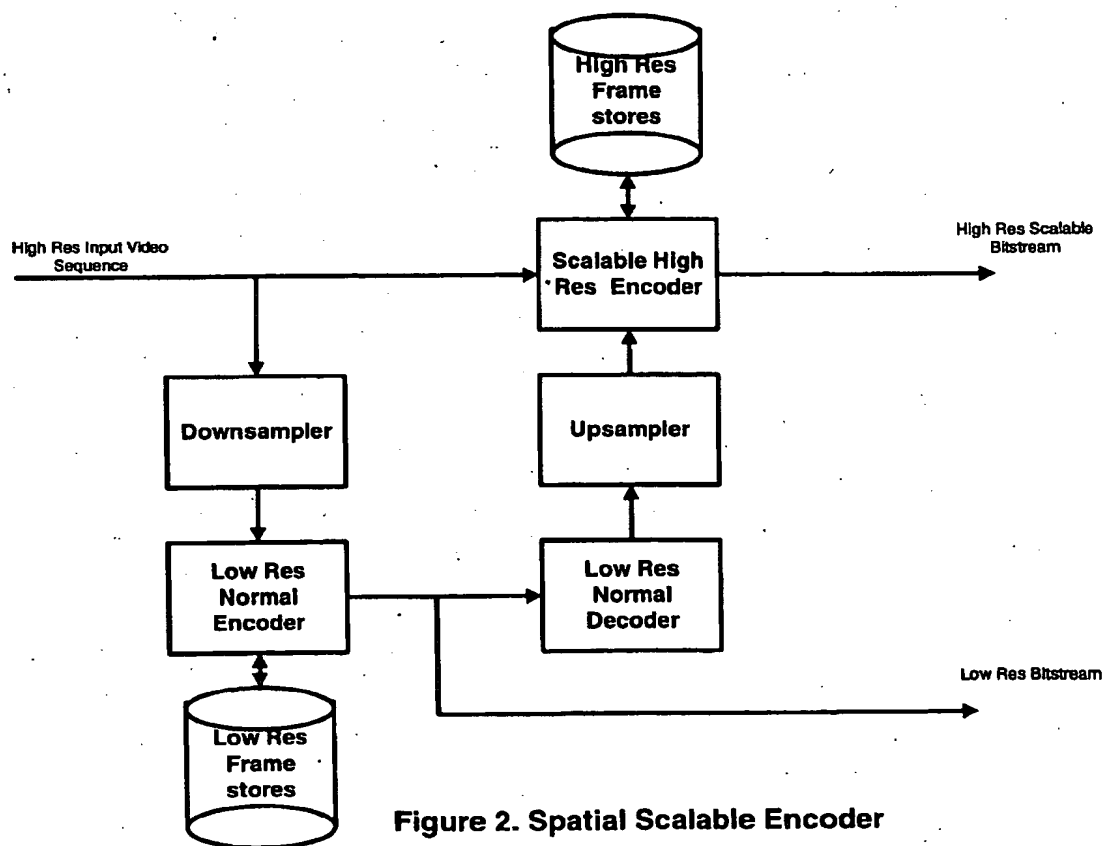 High Res
Frame
stores
High Res Input Video
Sequence
Scalable High
Res Encoder
High Res Scalable
Bitstream
Downsampler
Upsampler
Low Res
Normal
Encoder
Low Res
Normal
Decoder
Low Res Bitstream
Low Res
Frame
stores
Figure 2. Spatial Scalable Encoder